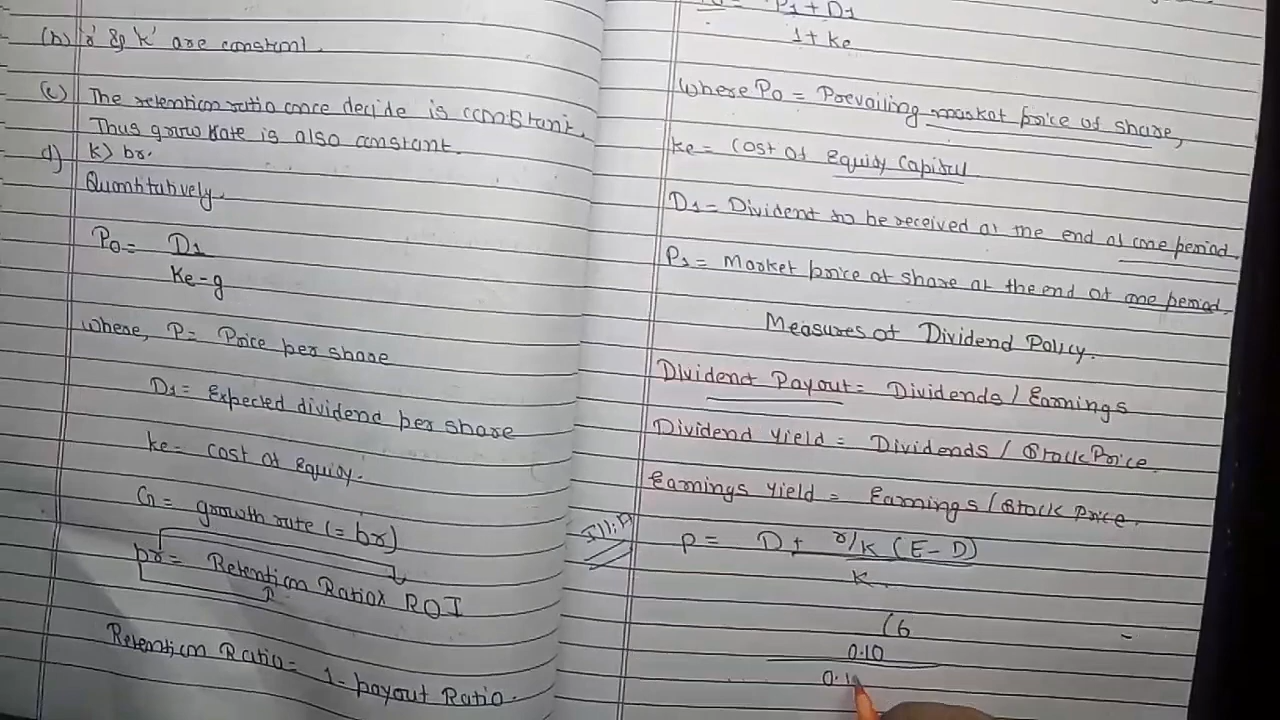 (b) 'r' & 'k' are constant.
(c) The retention ratio once decide is constant.
Thus grow rate is also constant.
d) k > br.
Quantitatively.
P0 = D1
Ke-g
where, P = Price per share
D1 = Expected dividend per share
ke = cost of equity.
G = growth rate (= br)
br = Retention Ratio x ROI
Retention Ratio = 1 - payout Ratio.
P1 + D1
1 + Ke
where P0 = Prevailing market price of share,
ke = cost of Equity Capital
D1 = Divident to be received at the end of one period.
P1 = Market price of share at the end of one period.
Measures of Dividend Policy.
Divident Payout = Dividends / Earnings
Dividend Yield = Dividends / Stock Price.
Earnings Yield = Earnings / Stock Price.
P = D + r/k (E - D)
K
(6
0.10
0.1